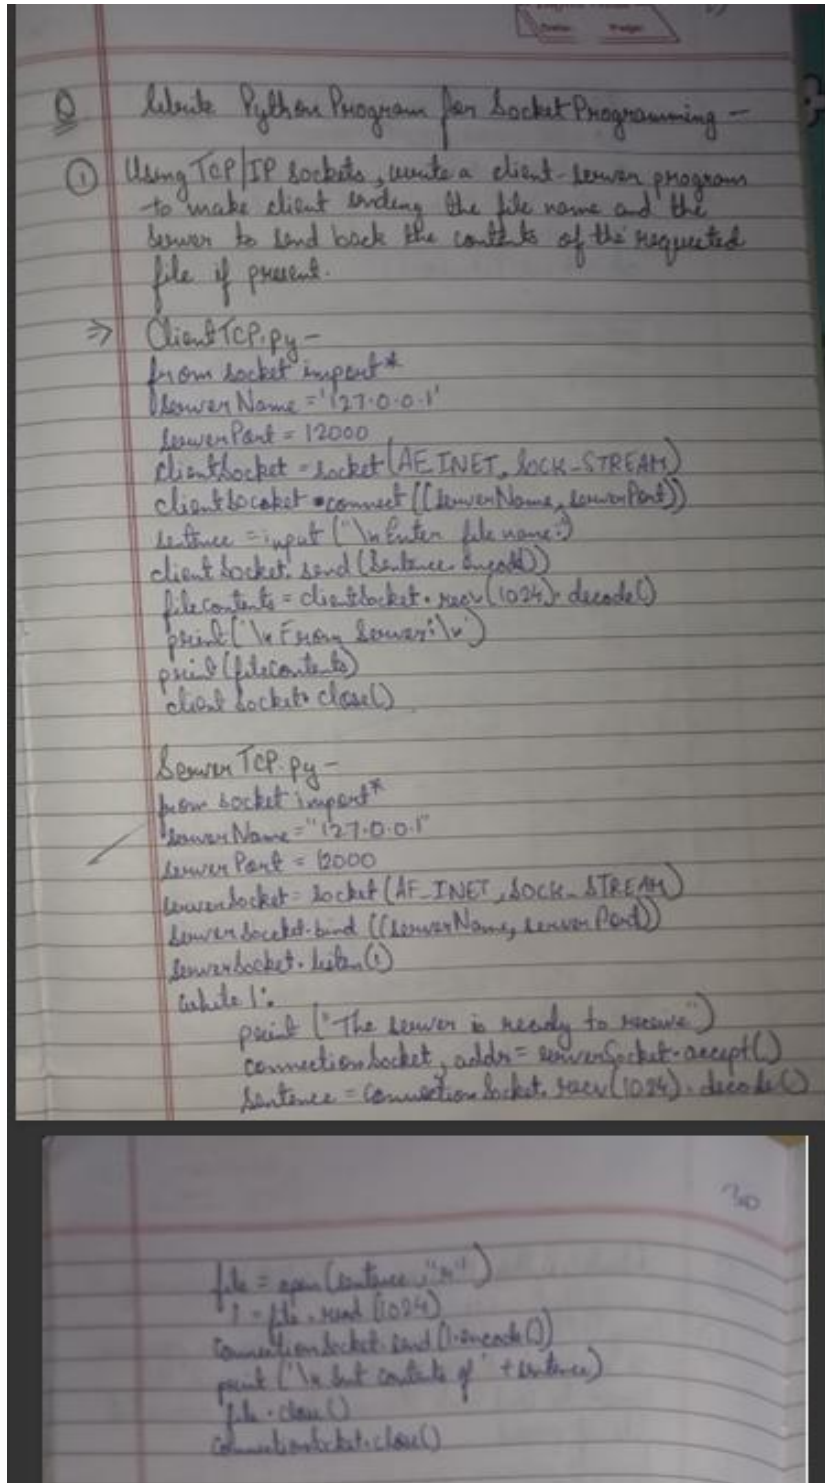 Q Write Python Program for Socket Programming -
① Using TCP/IP sockets, write a client-server program
to make client sending the file name and the
server to send back the contents of the requested
file if present.
⇒ ClientTCP.py -
from socket import *
serverName = '127.0.0.1'
serverPort = 12000
clientSocket = socket(AF_INET, SOCK_STREAM)
clientSocaket.connect((serverName, serverPort))
sentence = input("\nEnter file name:")
clientSocket.send(sentence.encode())
filecontents = clientSocket.recv(1024).decode()
print('\nFrom Server:\n')
print(filecontents)
clientSocket.close()
ServerTCP.py -
from socket import *
serverName = "127.0.0.1"
serverPort = 12000
serverSocket = socket(AF_INET, SOCK_STREAM)
serverSocket.bind((serverName, serverPort))
serverSocket.listen(1)
while 1:
print("The server is ready to receive")
connectionSocket, addr = serverSocket.accept()
sentence = connectionSocket.recv(1024).decode()
30
file = open(sentence, "r")
l = file.read(1024)
connectionSocket.send(l.encode())
print('\n sent contents of ' + sentence)
file.close()
connectionSocket.close()